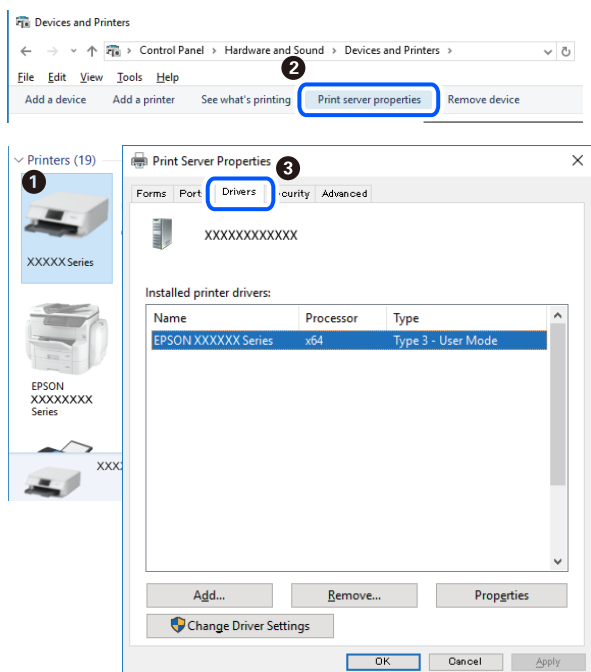 Devices and Printers
Control Panel > Hardware and Sound > Devices and Printers >
2
File Edit View Tools Help
Add a device Add a printer See what's printing Print server properties Remove device
Printers (19)
1
XXXXX Series
EPSON
XXXXXXXX
Series
XXX
Print Server Properties
3
Forms Port Drivers curity Advanced
XXXXXXXXXXXX
Installed printer drivers:
Name Processor Type
EPSON XXXXXX Series x64 Type 3 - User Mode
Add... Remove... Properties
Change Driver Settings
OK Cancel Apply